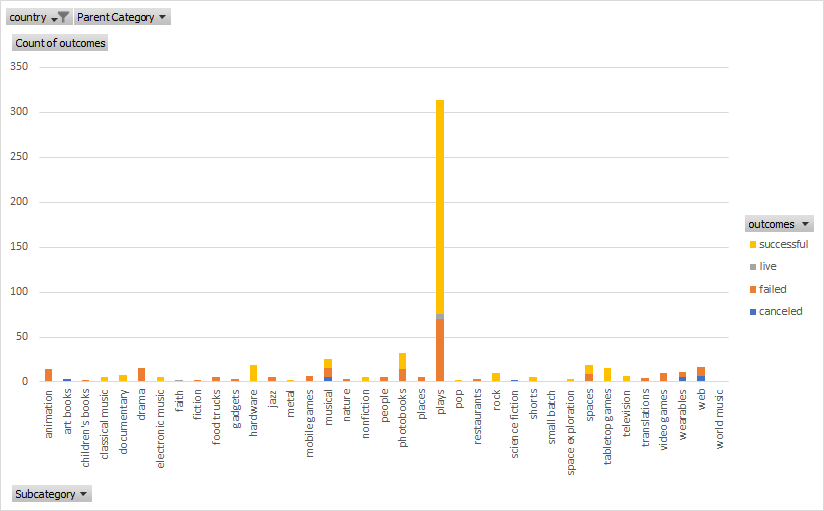 country Parent Category
Count of outcomes
350
300
250
200
150
100
50
0
animation
art books
children's books
classical music
documentary
drama
electronic music
faith
fiction
food trucks
gadgets
hardware
jazz
metal
mobile games
musical
nature
nonfiction
people
photobooks
places
plays
pop
restaurants
rock
science fiction
shorts
small batch
space exploration
spaces
tabletop games
television
translations
video games
wearables
web
world music
outcomes
successful
live
failed
canceled
Subcategory